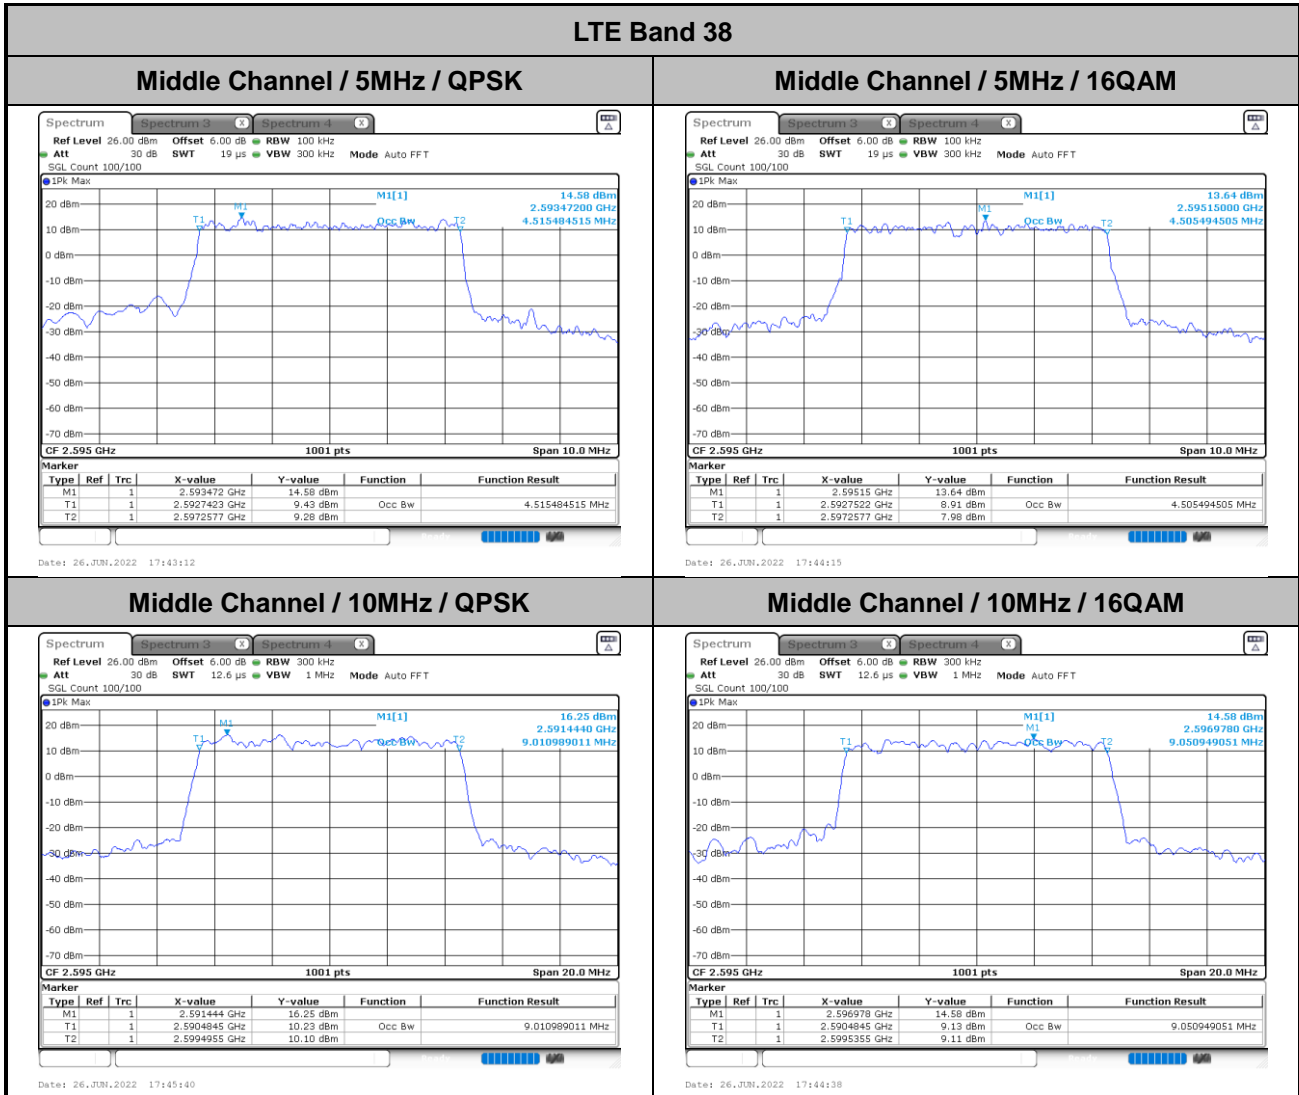 LTE Band 38
Middle Channel / 5MHz / QPSK
Middle Channel / 5MHz / 16QAM
Spectrum Spectrum 3 X Spectrum 4 X
Ref Level 26.00 dBm Offset 6.00 dB RBW 100 kHz
Att 30 dB SWT 19 µs VBW 300 kHz Mode Auto FFT
SGL Count 100/100
1Pk Max
M1[1] 14.58 dBm
2.59347200 GHz
Occ Bw 4.515484515 MHz
M1
T1
T2
20 dBm
10 dBm
0 dBm
-10 dBm
-20 dBm
-30 dBm
-40 dBm
-50 dBm
-60 dBm
-70 dBm
CF 2.595 GHz 1001 pts Span 10.0 MHz
Marker
Type Ref Trc X-value Y-value Function Function Result
M1 1 2.593472 GHz 14.58 dBm
T1 1 2.5927423 GHz 9.43 dBm Occ Bw 4.515484515 MHz
T2 1 2.5972577 GHz 9.28 dBm
Date: 26.JUN.2022 17:43:12
Spectrum Spectrum 3 X Spectrum 4 X
Ref Level 26.00 dBm Offset 6.00 dB RBW 100 kHz
Att 30 dB SWT 19 µs VBW 300 kHz Mode Auto FFT
SGL Count 100/100
1Pk Max
M1[1] 13.64 dBm
2.59515000 GHz
Occ Bw 4.505494505 MHz
M1
T1
T2
20 dBm
10 dBm
0 dBm
-10 dBm
-20 dBm
-30 dBm
-40 dBm
-50 dBm
-60 dBm
-70 dBm
CF 2.595 GHz 1001 pts Span 10.0 MHz
Marker
Type Ref Trc X-value Y-value Function Function Result
M1 1 2.59515 GHz 13.64 dBm
T1 1 2.5927522 GHz 8.91 dBm Occ Bw 4.505494505 MHz
T2 1 2.5972577 GHz 7.98 dBm
Date: 26.JUN.2022 17:44:15
Middle Channel / 10MHz / QPSK
Middle Channel / 10MHz / 16QAM
Spectrum Spectrum 3 X Spectrum 4 X
Ref Level 26.00 dBm Offset 6.00 dB RBW 300 kHz
Att 30 dB SWT 12.6 µs VBW 1 MHz Mode Auto FFT
SGL Count 100/100
1Pk Max
M1[1] 16.25 dBm
2.5914440 GHz
Occ Bw 9.010989011 MHz
M1
T1
T2
20 dBm
10 dBm
0 dBm
-10 dBm
-20 dBm
-30 dBm
-40 dBm
-50 dBm
-60 dBm
-70 dBm
CF 2.595 GHz 1001 pts Span 20.0 MHz
Marker
Type Ref Trc X-value Y-value Function Function Result
M1 1 2.591444 GHz 16.25 dBm
T1 1 2.5904845 GHz 10.23 dBm Occ Bw 9.010989011 MHz
T2 1 2.5994955 GHz 10.10 dBm
Date: 26.JUN.2022 17:45:40
Spectrum Spectrum 3 X Spectrum 4 X
Ref Level 26.00 dBm Offset 6.00 dB RBW 300 kHz
Att 30 dB SWT 12.6 µs VBW 1 MHz Mode Auto FFT
SGL Count 100/100
1Pk Max
M1[1] 14.58 dBm
2.5969780 GHz
Occ Bw 9.050949051 MHz
M1
T1
T2
20 dBm
10 dBm
0 dBm
-10 dBm
-20 dBm
-30 dBm
-40 dBm
-50 dBm
-60 dBm
-70 dBm
CF 2.595 GHz 1001 pts Span 20.0 MHz
Marker
Type Ref Trc X-value Y-value Function Function Result
M1 1 2.596978 GHz 14.58 dBm
T1 1 2.5904845 GHz 9.13 dBm Occ Bw 9.050949051 MHz
T2 1 2.5995355 GHz 9.11 dBm
Date: 26.JUN.2022 17:44:38